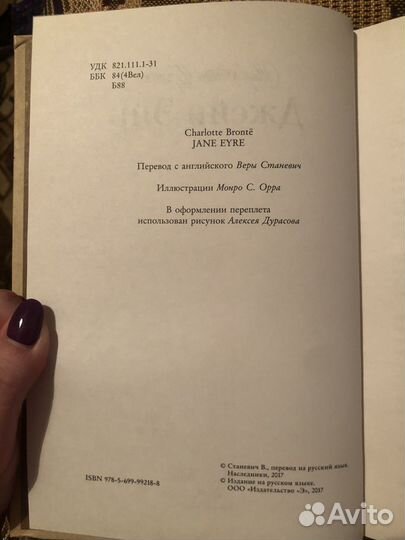 УДК 821.111.1-31
ББК 84(4Вел)
Б88
Charlotte Brontë
JANE EYRE
Перевод с английского Веры Станевич
Иллюстрации Монро С. Орра
В оформлении переплета
использован рисунок Алексея Дурасова
© Станевич В., перевод на русский язык.
Наследники, 2017
© Издание на русском языке.
ООО «Издательство «Э», 2017
ISBN 978-5-699-99218-8
Avito